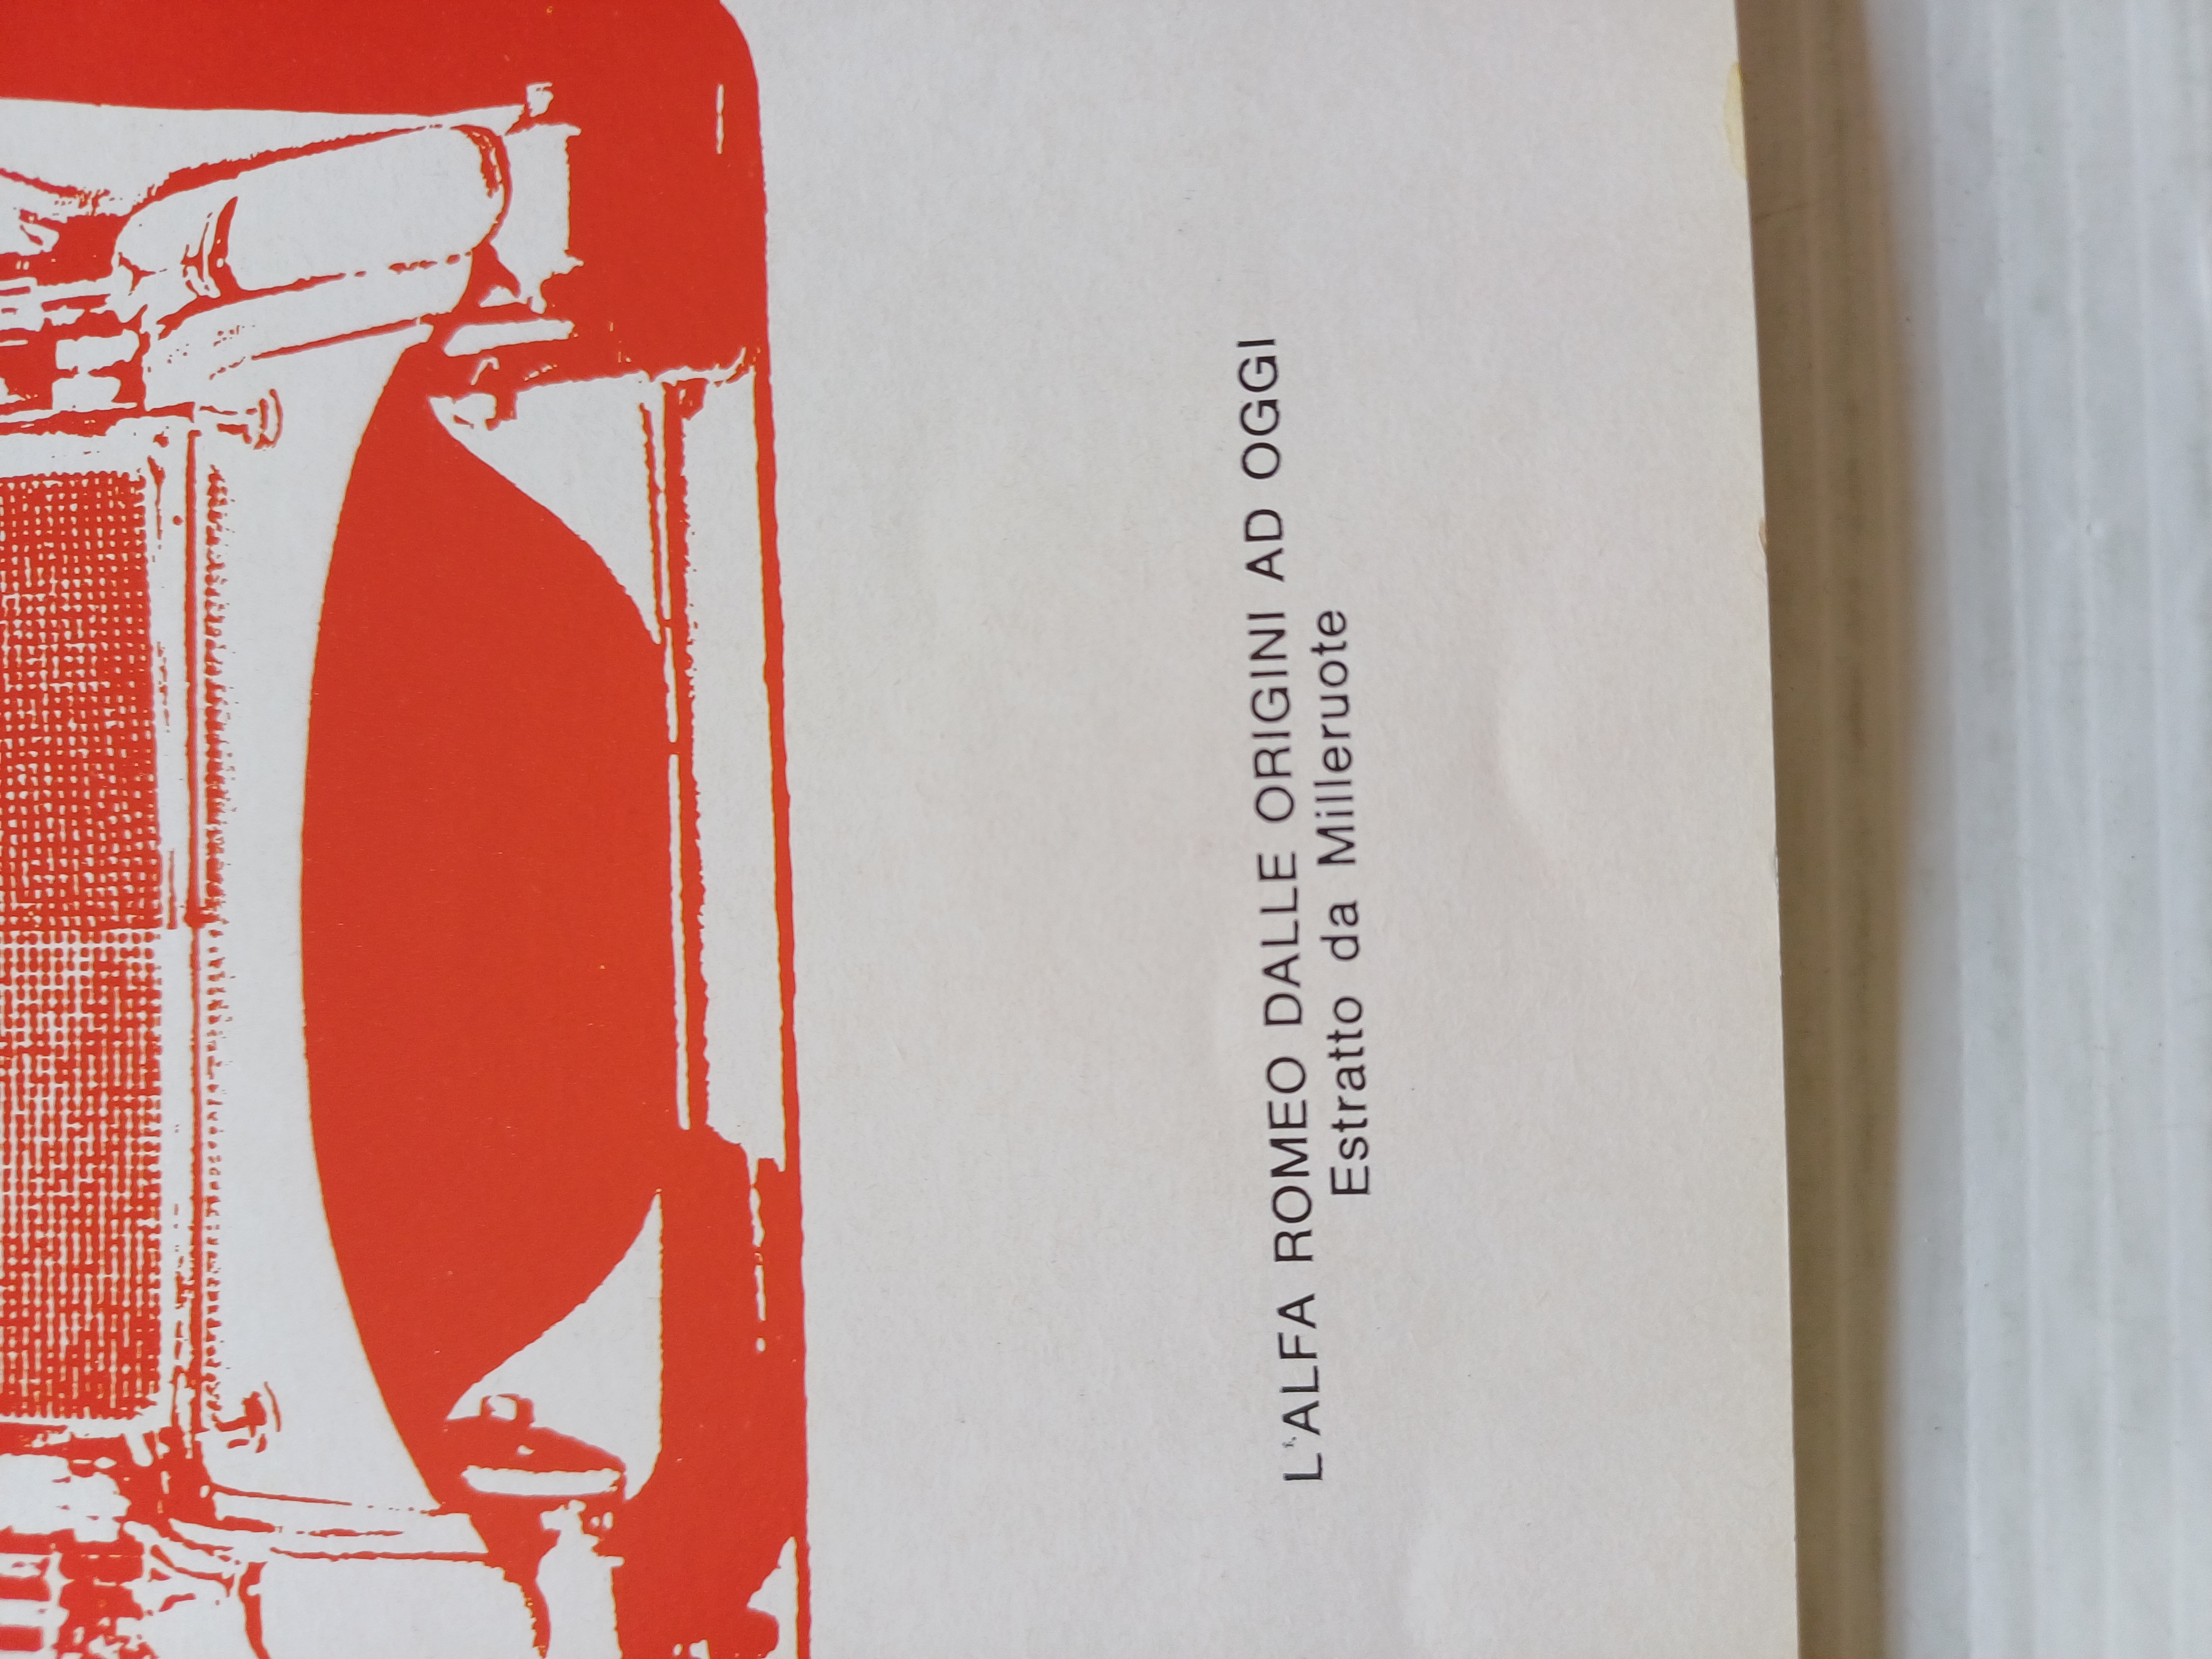 L'ALFA ROMEO DALLE ORIGINI AD OGGI
Estratto da Milleruote